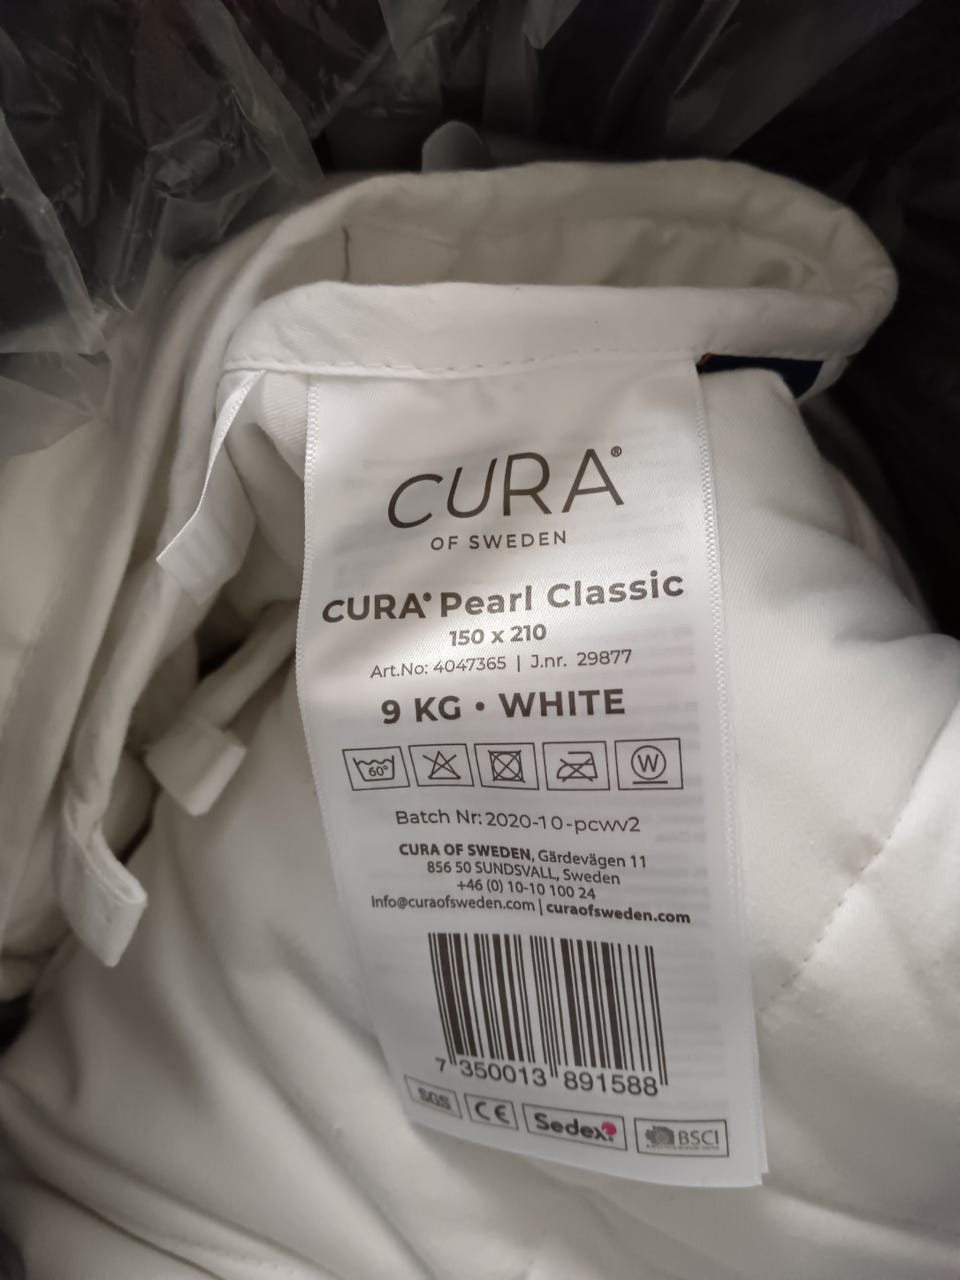 CURA®
OF SWEDEN
CURA® Pearl Classic
150 x 210
Art.No: 4047365 | J.nr. 29877
9 KG • WHITE
60°
W
Batch Nr: 2020-10-pcwv2
CURA OF SWEDEN, Gärdevägen 11
856 50 SUNDSVALL, Sweden
+46 (0) 10-10 100 24
Info@curaofsweden.com | curaofsweden.com
7 350013 891588
SGS CE Sedex BSCI